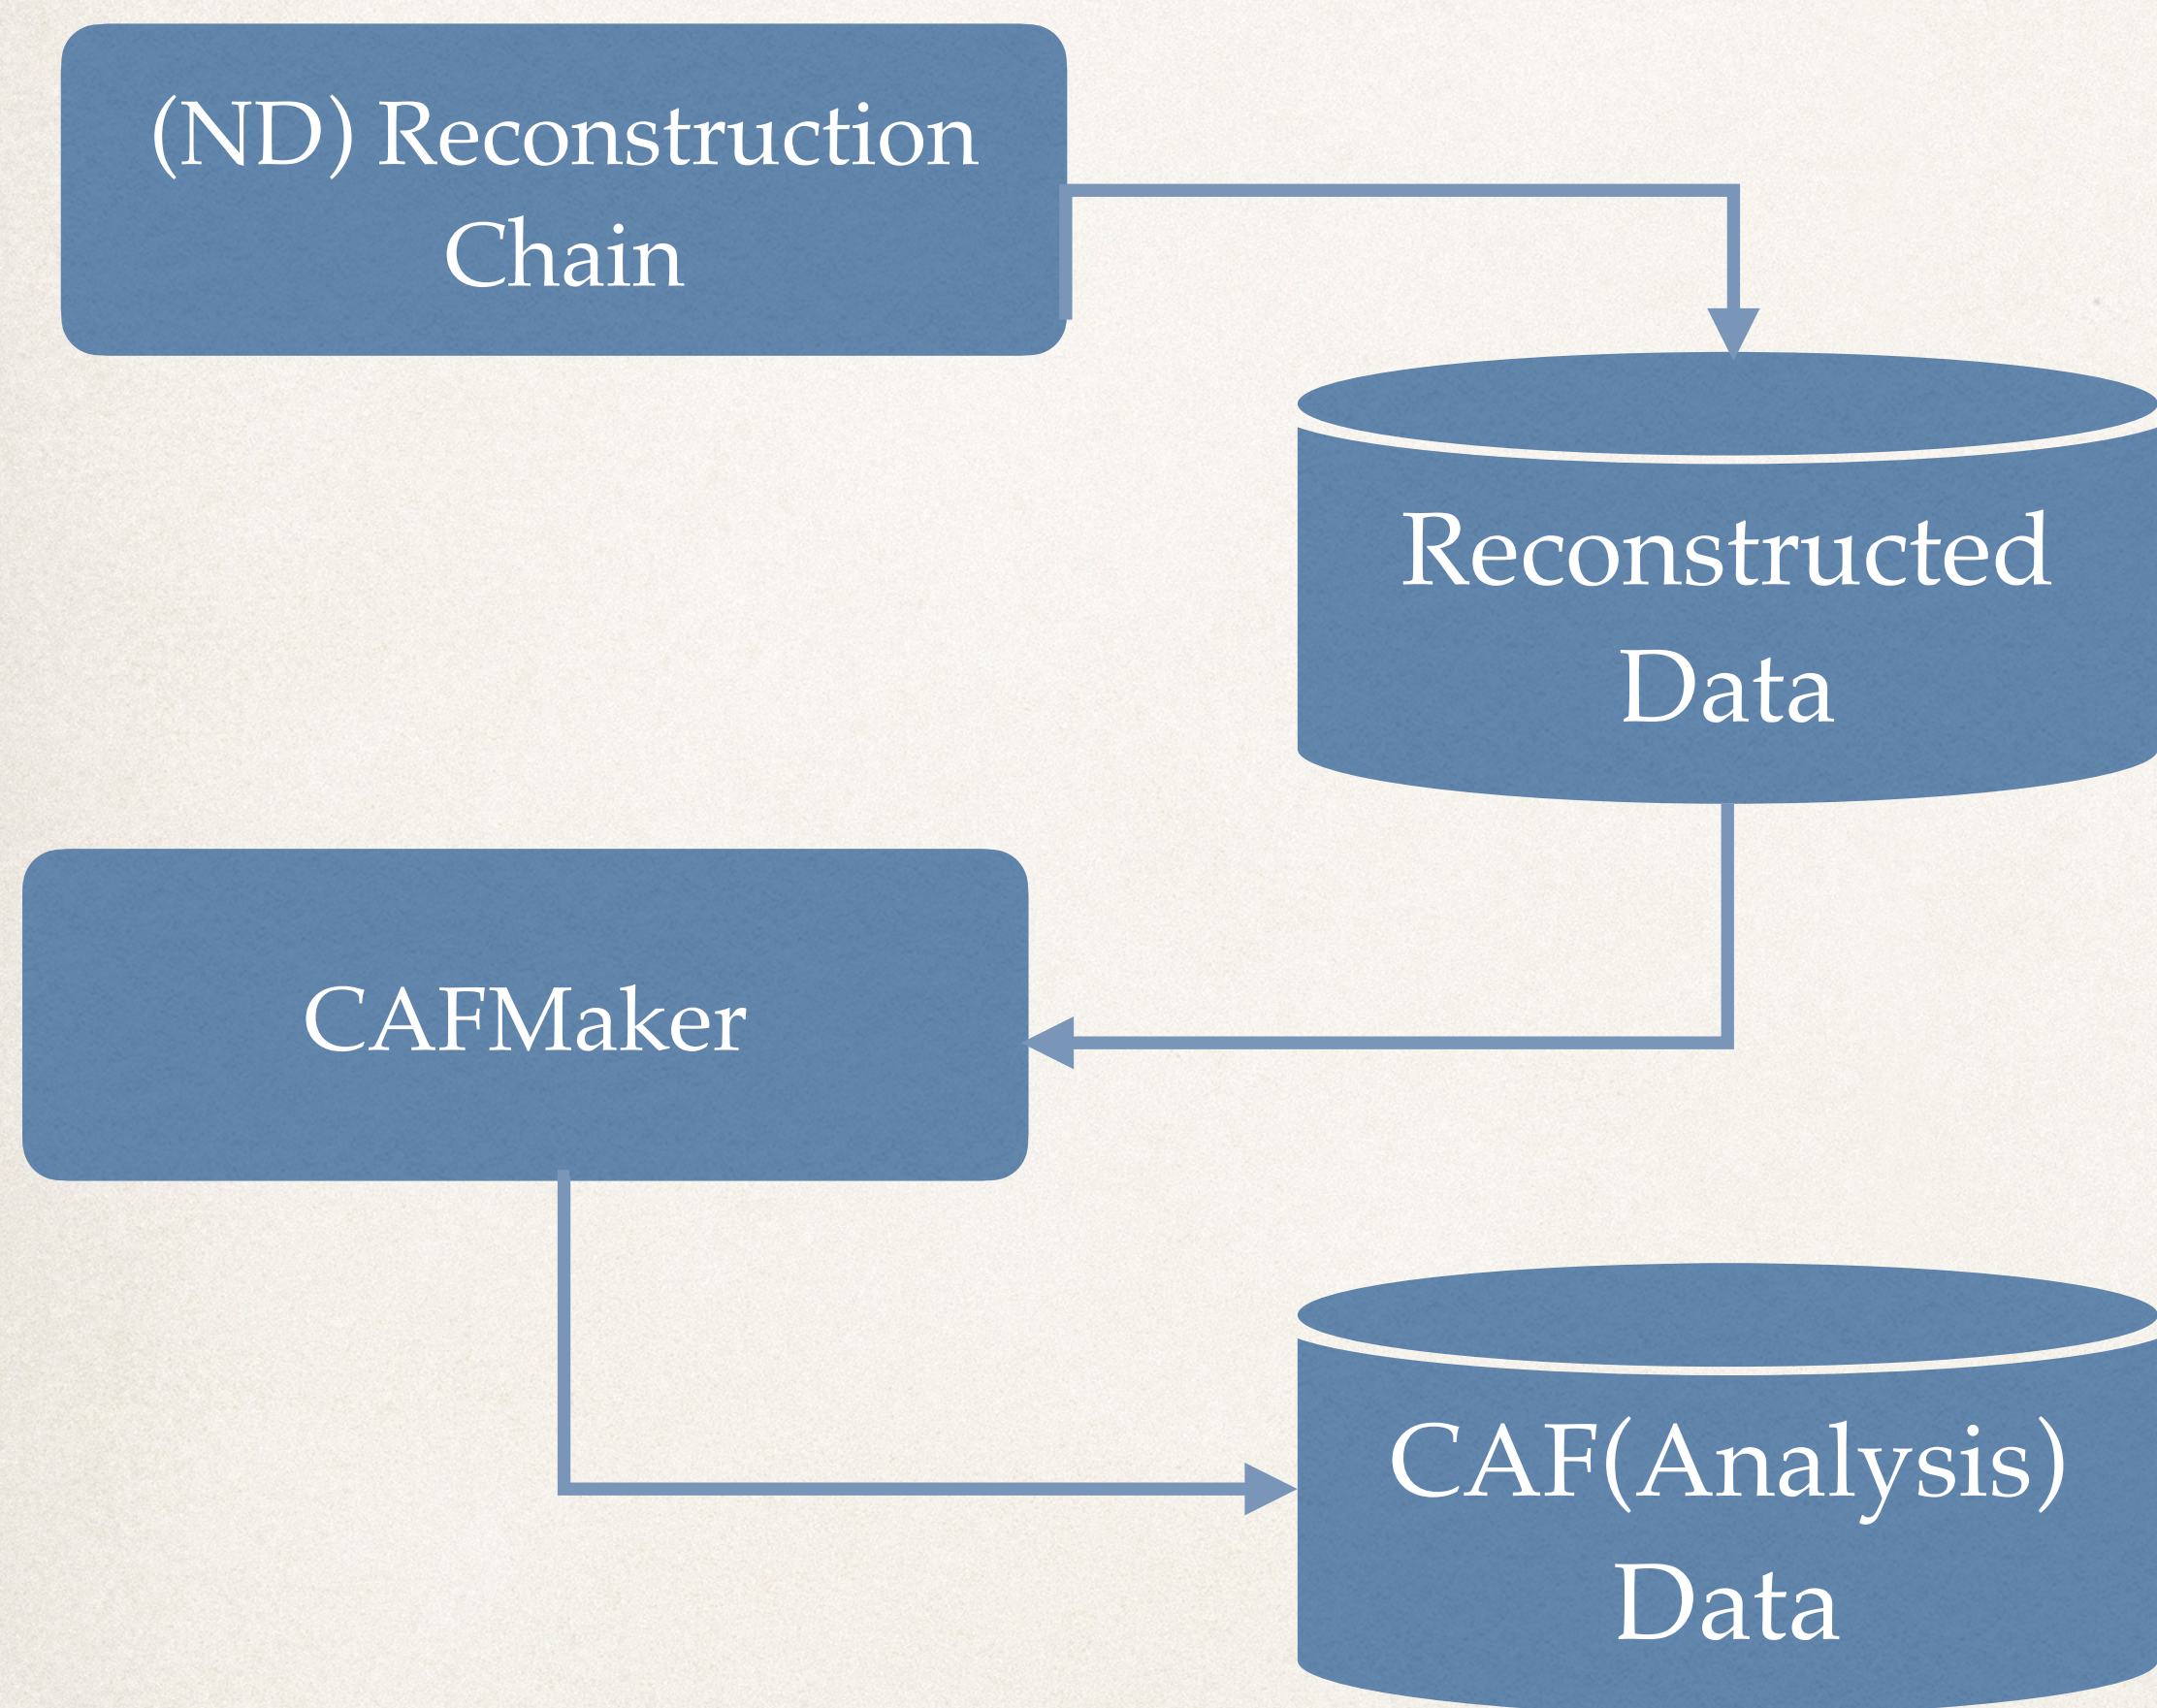 (ND) Reconstruction
Chain
Reconstructed
Data
CAFMaker
CAF(Analysis)
Data